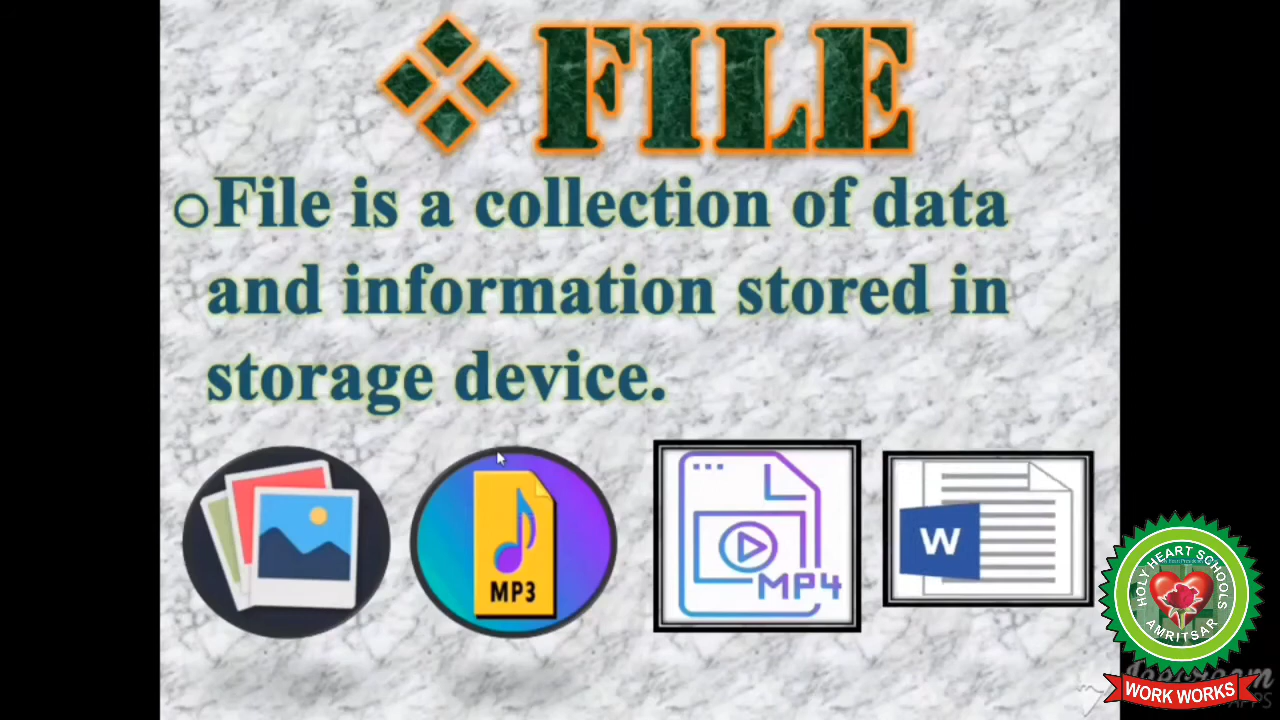 FILE
File is a collection of data
and information stored in
storage device.
MP3
MP4
W
HOLY HEART SCHOOLS
AMRITSAR
WORK WORKS
APPS